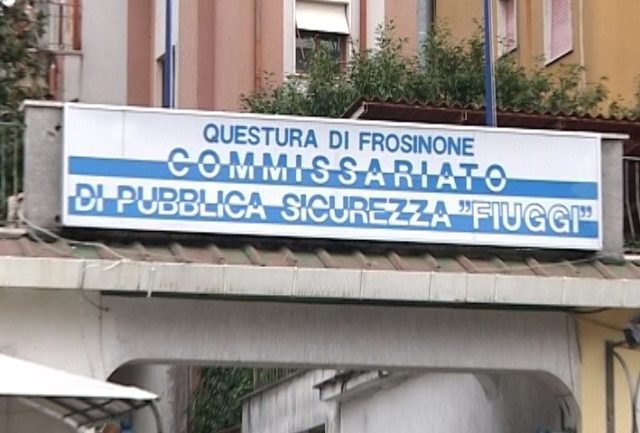 QUESTURA DI FROSINONE
COMMISSARIATO
DI PUBBLICA SICUREZZA "FIUGGI"